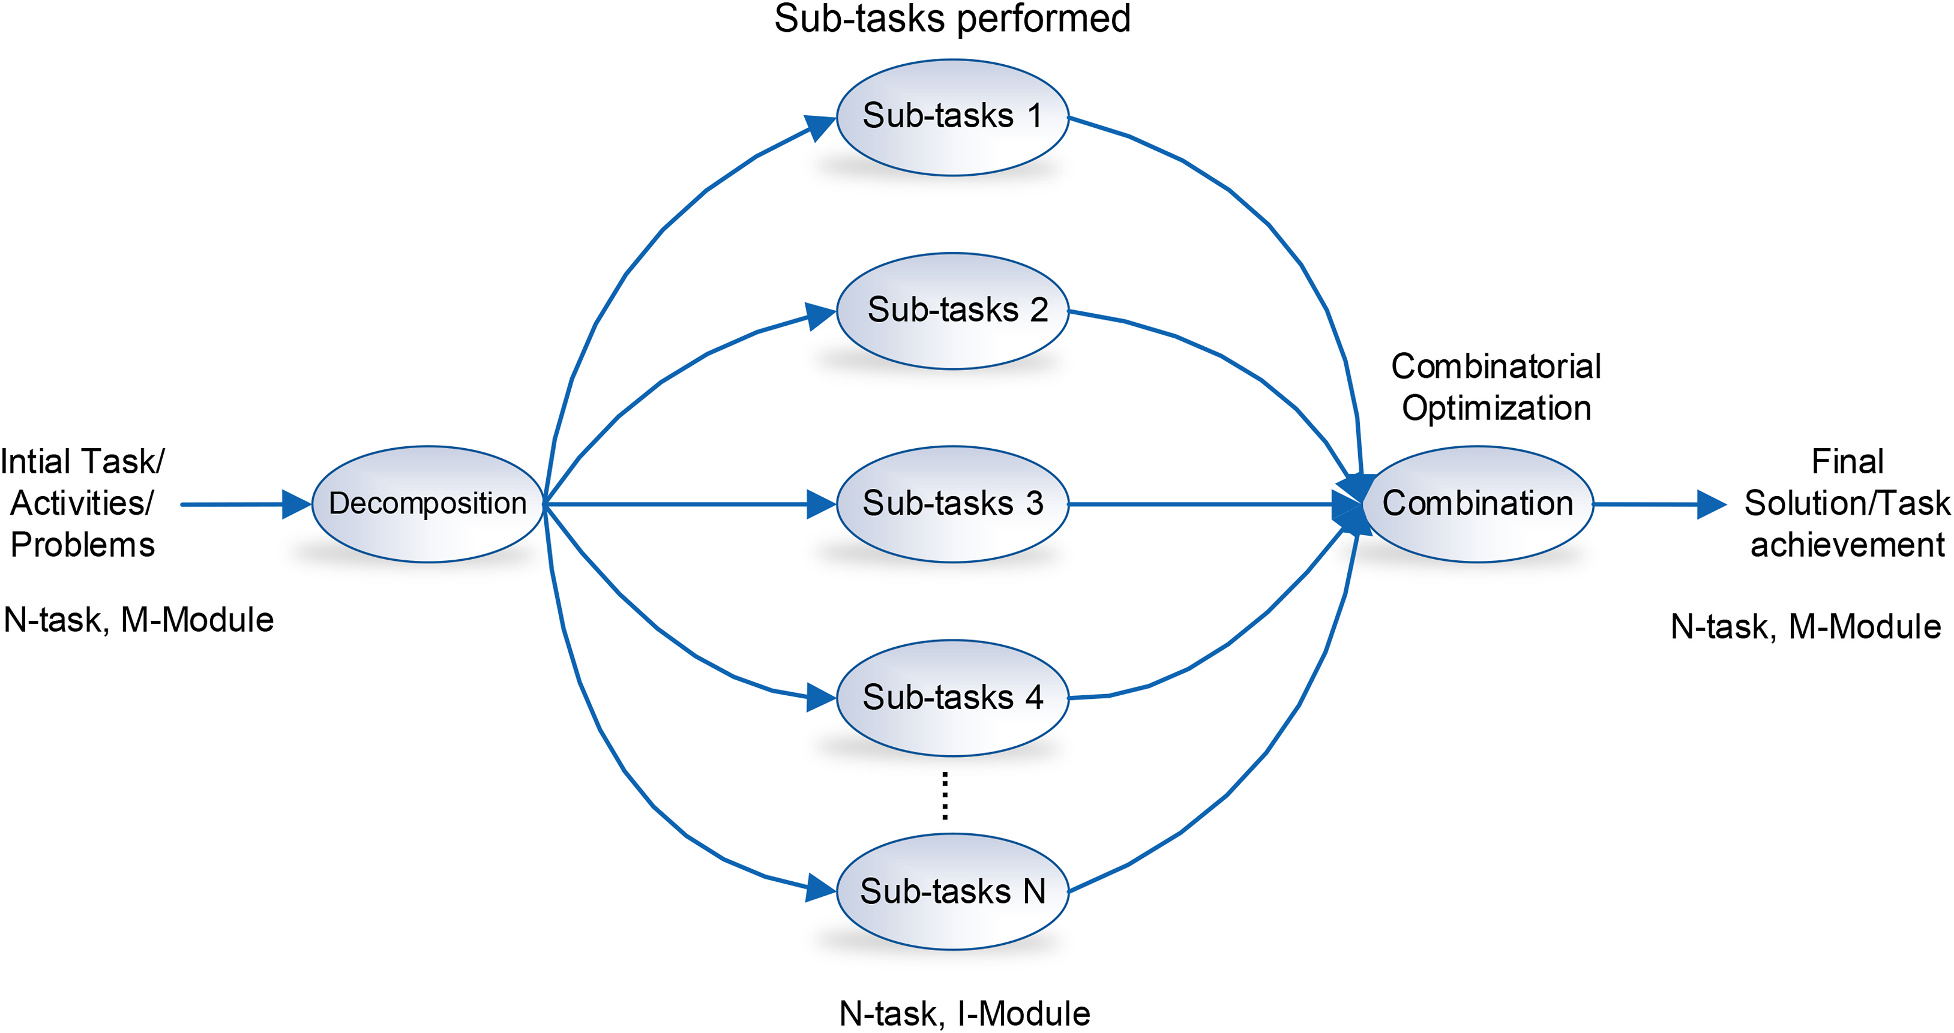 Sub-tasks performed
Sub-tasks 1
Sub-tasks 2
Combinatorial
Optimization
Intial Task/
Activities/
Problems
Decomposition
Sub-tasks 3
Combination
Final
Solution/Task
achievement
N-task, M-Module
N-task, M-Module
Sub-tasks 4
Sub-tasks N
N-task, I-Module